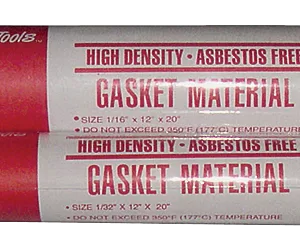 Tools™
HIGH DENSITY • ASBESTOS FREE
GASKET MATERIAL
• SIZE 1/16" x 12" x 20"
• DO NOT EXCEED 350°F (177°C) TEMPERATURE
HIGH DENSITY • ASBESTOS FREE
GASKET MATERIAL
• SIZE 1/32" X 12" X 20"
• DO NOT EXCEED 350°F (177°C) TEMPERATURE